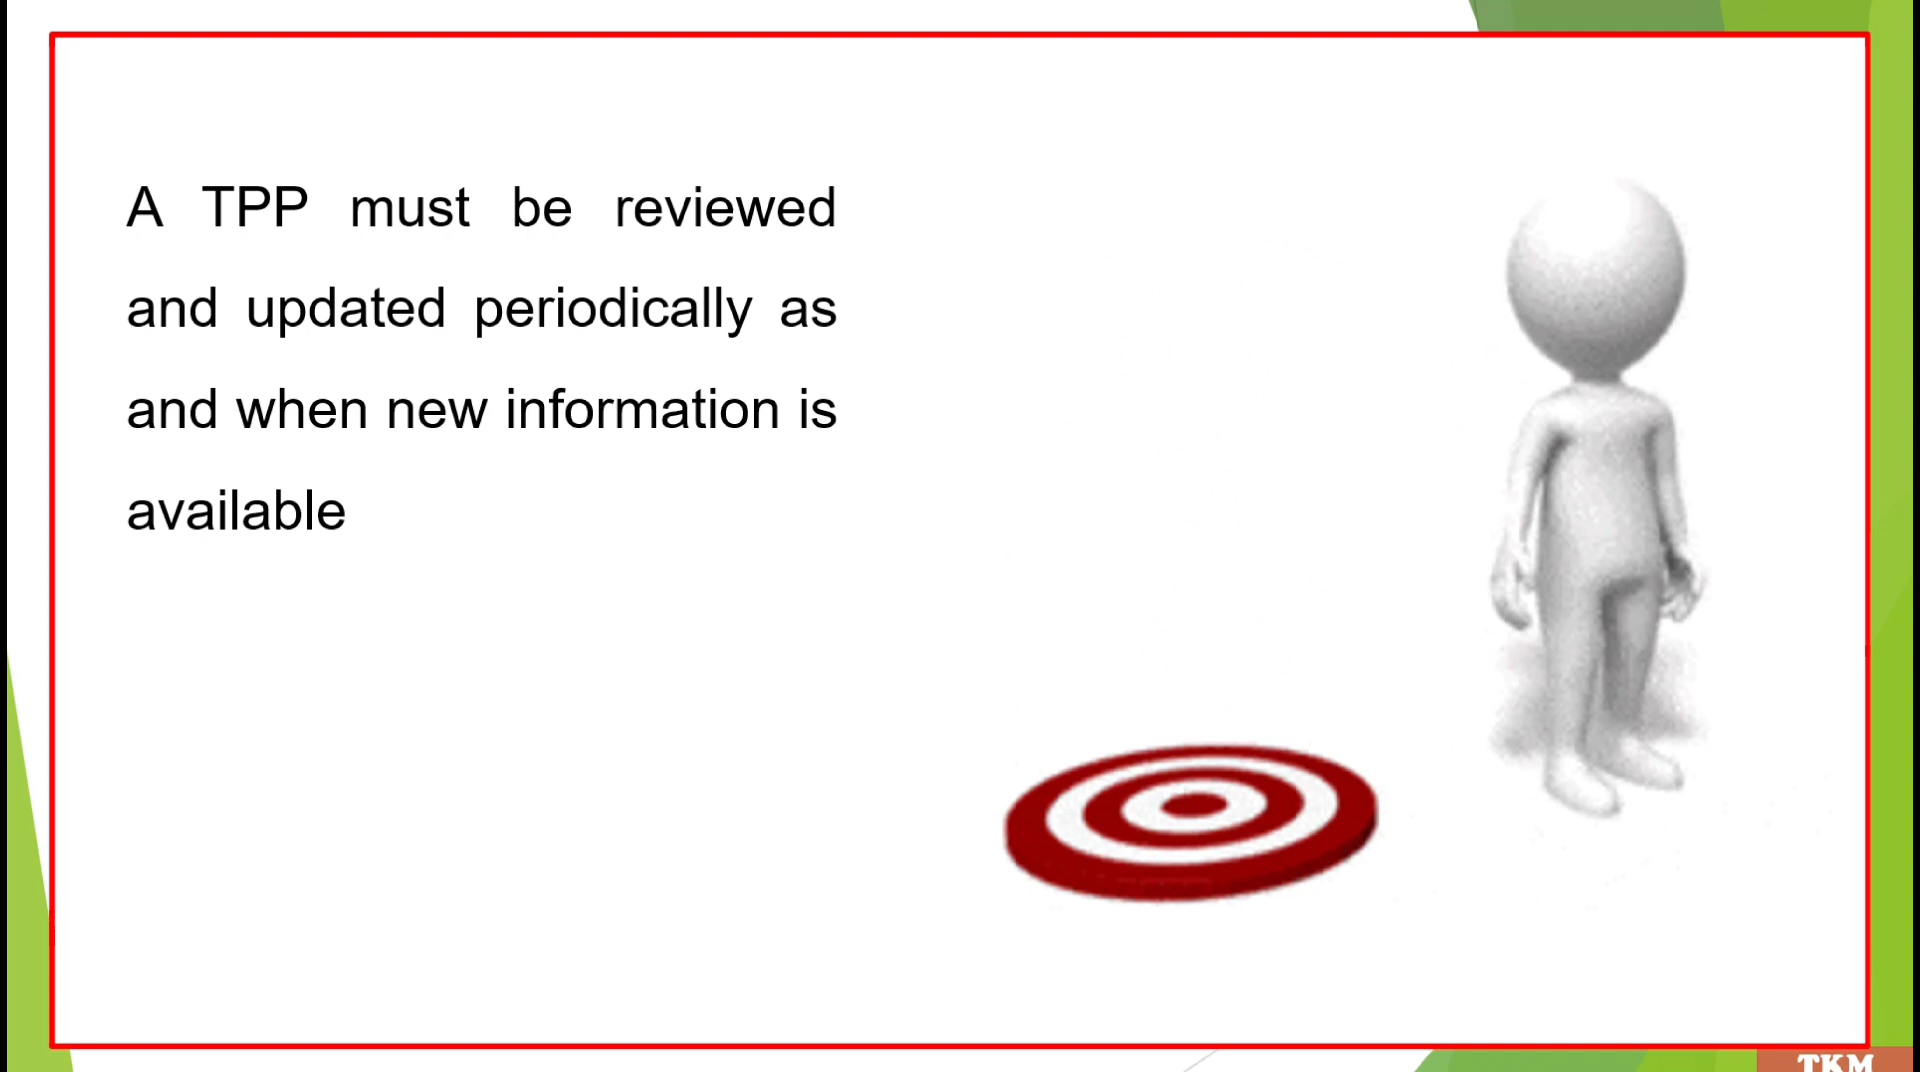 A TPP must be reviewed
and updated periodically as
and when new information is
available
TKM